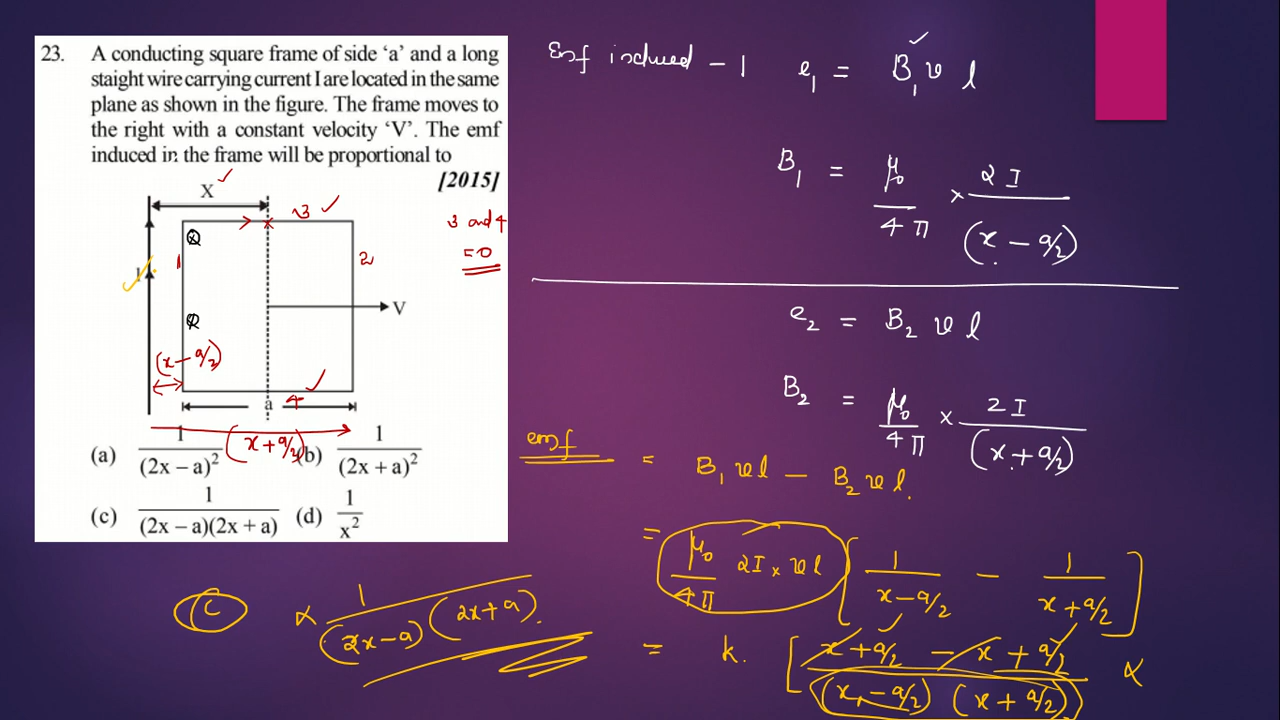 23. A conducting square frame of side ‘a’ and a long
staight wire carrying current I are located in the same
plane as shown in the figure. The frame moves to
the right with a constant velocity ‘V’. The emf
induced in the frame will be proportional to
[2015]
X
3
3 and 4
= 0
1
2
I
V
(x - a/2)
a
4
(x + a/2)
(a) 1/(2x – a)² (b) 1/(2x + a)²
(c) 1/((2x – a)(2x + a)) (d) 1/x²
Emf induced - 1 e₁ = B₁ v l
B₁ = μ₀/4π × 2I/(x - a/2)
e₂ = B₂ v l
B₂ = μ₀/4π × 2I/(x + a/2)
emf = B₁ v l - B₂ v l.
= μ₀/4π 2I × v l [1/(x - a/2) - 1/(x + a/2)]
= k. [(x + a/2 - x + a/2)/((x - a/2)(x + a/2)) ∝
(C) ∝ 1/((2x - a)(2x + a))